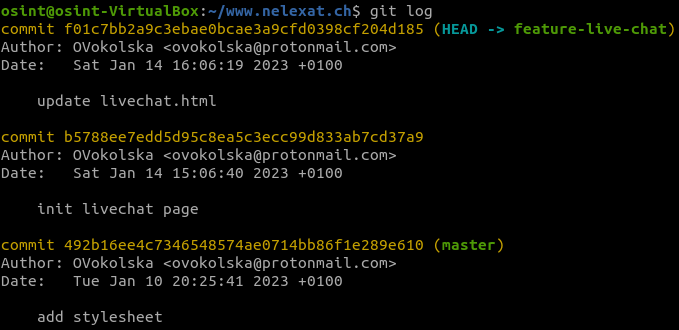 osint@osint-VirtualBox:~/www.nelexat.ch$ git log
commit f01c7bb2a9c3ebae0bcae3a9cfd0398cf204d185 (HEAD -> feature-live-chat)
Author: OVokolska <ovokolska@protonmail.com>
Date:   Sat Jan 14 16:06:19 2023 +0100
    update livechat.html
commit b5788ee7edd5d95c8ea5c3ecc99d833ab7cd37a9
Author: OVokolska <ovokolska@protonmail.com>
Date:   Sat Jan 14 15:06:40 2023 +0100
    init livechat page
commit 492b16ee4c7346548574ae0714bb86f1e289e610 (master)
Author: OVokolska <ovokolska@protonmail.com>
Date:   Tue Jan 10 20:25:41 2023 +0100
    add stylesheet